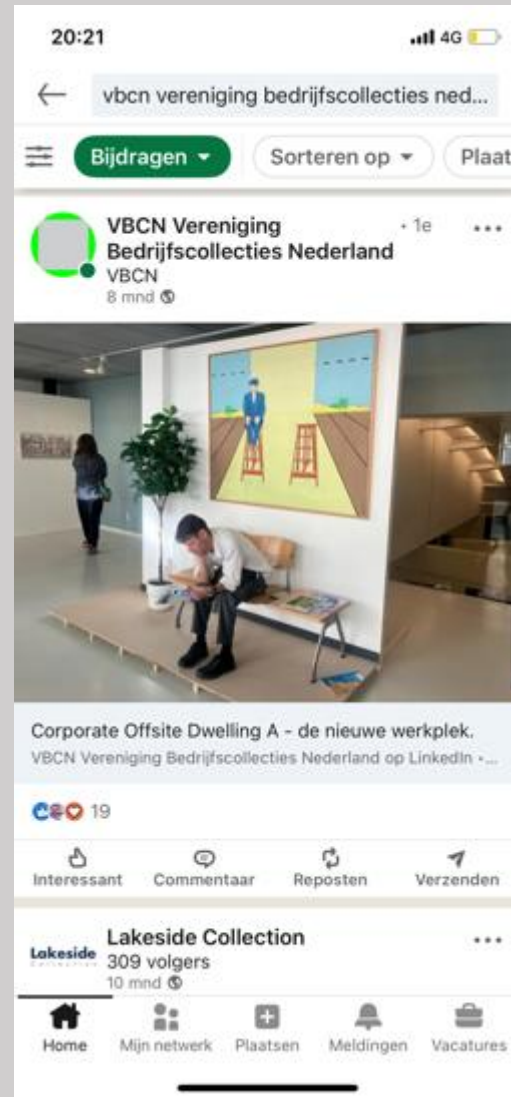 20:21
4G
vbcn vereniging bedrijfscollecties ned...
Bijdragen
Sorteren op
Plaat
VBCN Vereniging
Bedrijfscollecties Nederland
• 1e
VBCN
8 mnd
Corporate Offsite Dwelling A - de nieuwe werkplek.
VBCN Vereniging Bedrijfscollecties Nederland op LinkedIn •...
19
Interessant
Commentaar
Reposten
Verzenden
Lakeside
Lakeside Collection
309 volgers
10 mnd
Home
Mijn netwerk
Plaatsen
Meldingen
Vacatures